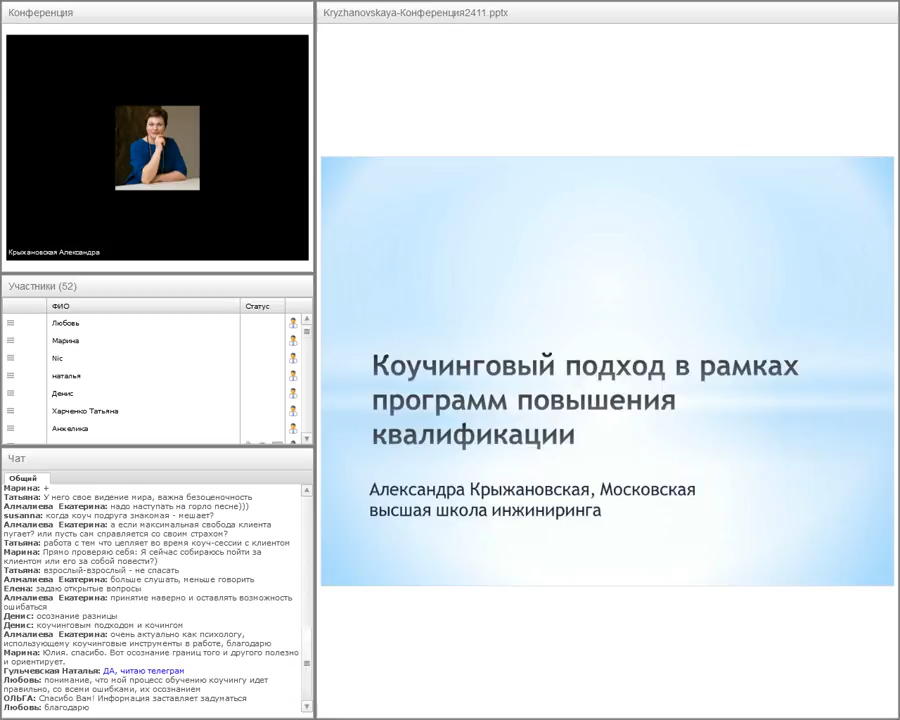 Конференция
Крыжановская Александра
Участники (52)
ФИО Статус
Любовь
Марина
Nic
наталья
Денис
Харченко Татьяна
Анжелика
Чат
Общий
Марина: +
Татьяна: У него свое видение мира, важна безоценочность
Алмалиева Екатерина: надо наступать на горло песне)))
susanna: когда коуч подруга знакомая - мешает?
Алмалиева Екатерина: а если максимальная свобода клиента
пугает? или пусть сам справляется со своим страхом?
Татьяна: работа с тем что цепляет во время коуч-сессии с клиентом
Марина: Прямо проверяю себя: Я сейчас собираюсь пойти за
клиентом или его за собой повести?)
Татьяна: взрослый-взрослый - не спасать
Алмалиева Екатерина: больше слушать, меньше говорить
Елена: задаю открытые вопросы
Алмалиева Екатерина: принятие наверно и оставлять возможность
ошибаться
Денис: осознание разницы
Денис: коучинговым подходом и кочингом
Алмалиева Екатерина: очень актуально как психологу,
использующему коучинговые инструменты в работе, благодарю
Марина: Юлия. спасибо. Вот осознание границ того и другого полезно
и ориентирует.
Гульчевская Наталья: ДА, читаю телеграм
Любовь: понимание, что мой процесс обучению коучингу идет
правильно, со всеми ошибками, их осознанием
ОЛЬГА: Спасибо Вам! Информация заставляет задуматься
Любовь: благодарю
Kryzhanovskaya-Конференция2411.pptx
Коучинговый подход в рамках
программ повышения
квалификации
Александра Крыжановская, Московская
высшая школа инжиниринга